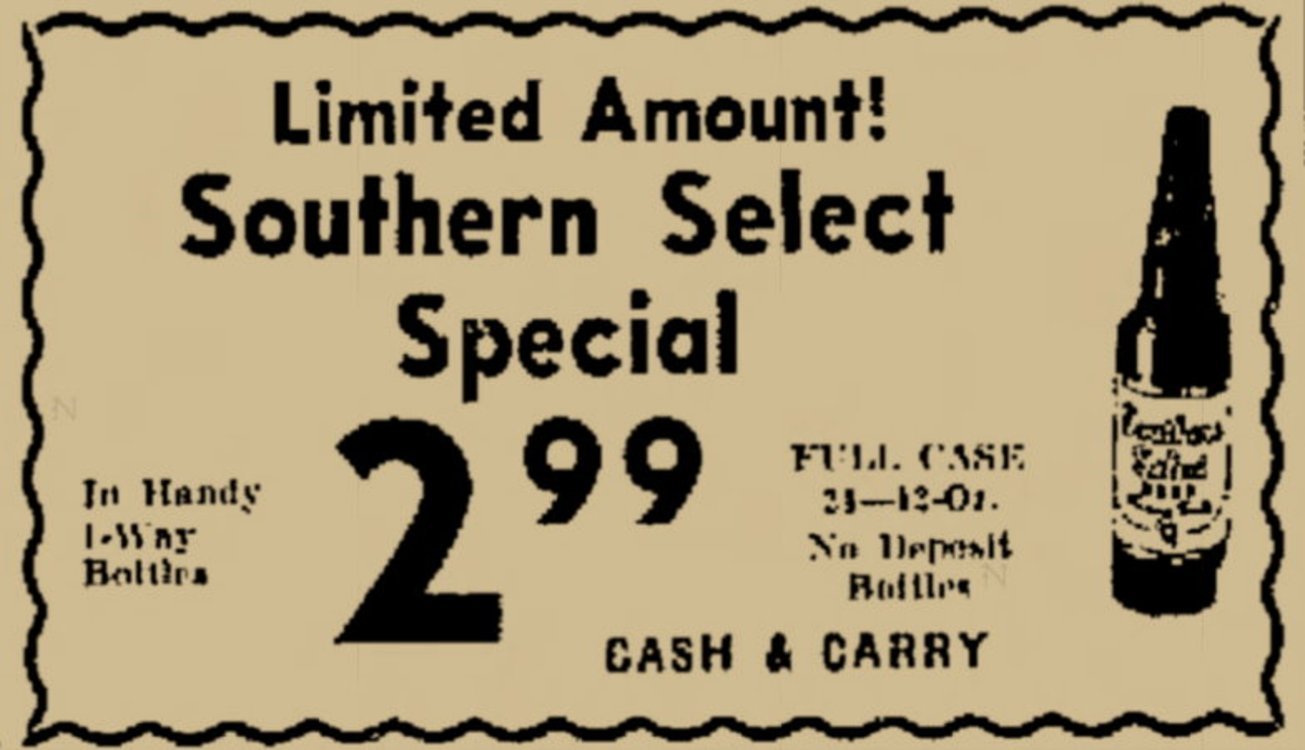 Limited Amount!
Southern Select
Special
2 99
In Handy
1-Way
Bottles
FULL CASE
24—12-Oz.
No Deposit
Bottles
CASH & CARRY